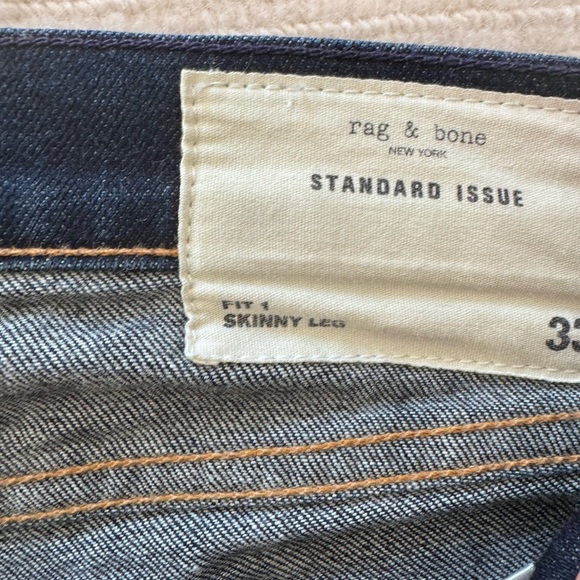 rag & bone
NEW YORK
STANDARD ISSUE
FIT 1
SKINNY LEG
33